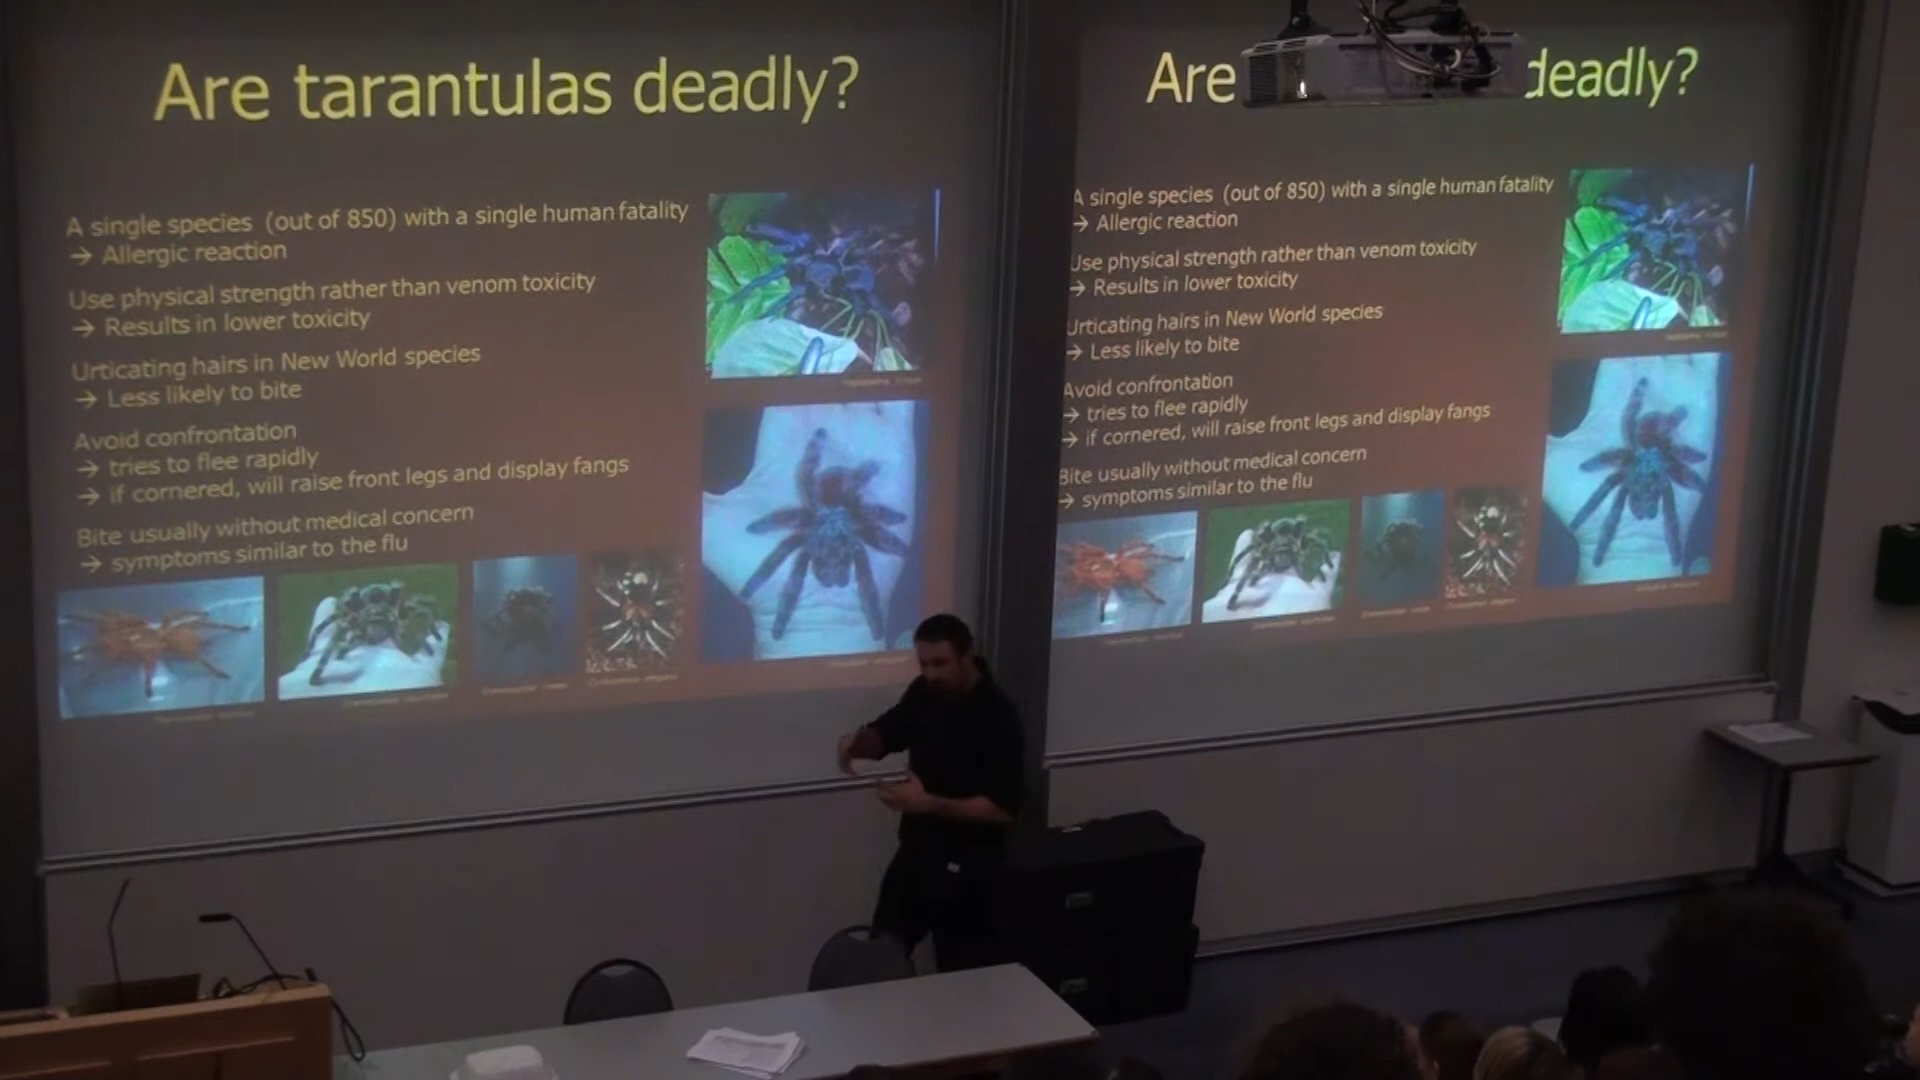 Are tarantulas deadly?
A single species (out of 850) with a single human fatality
→ Allergic reaction
Use physical strength rather than venom toxicity
→ Results in lower toxicity
Urticating hairs in New World species
→ Less likely to bite
Avoid confrontation
→ tries to flee rapidly
→ if cornered, will raise front legs and display fangs
Bite usually without medical concern
→ symptoms similar to the flu
Are deadly?
A single species (out of 850) with a single human fatality
→ Allergic reaction
Use physical strength rather than venom toxicity
→ Results in lower toxicity
Urticating hairs in New World species
→ Less likely to bite
Avoid confrontation
→ tries to flee rapidly
→ if cornered, will raise front legs and display fangs
Bite usually without medical concern
→ symptoms similar to the flu